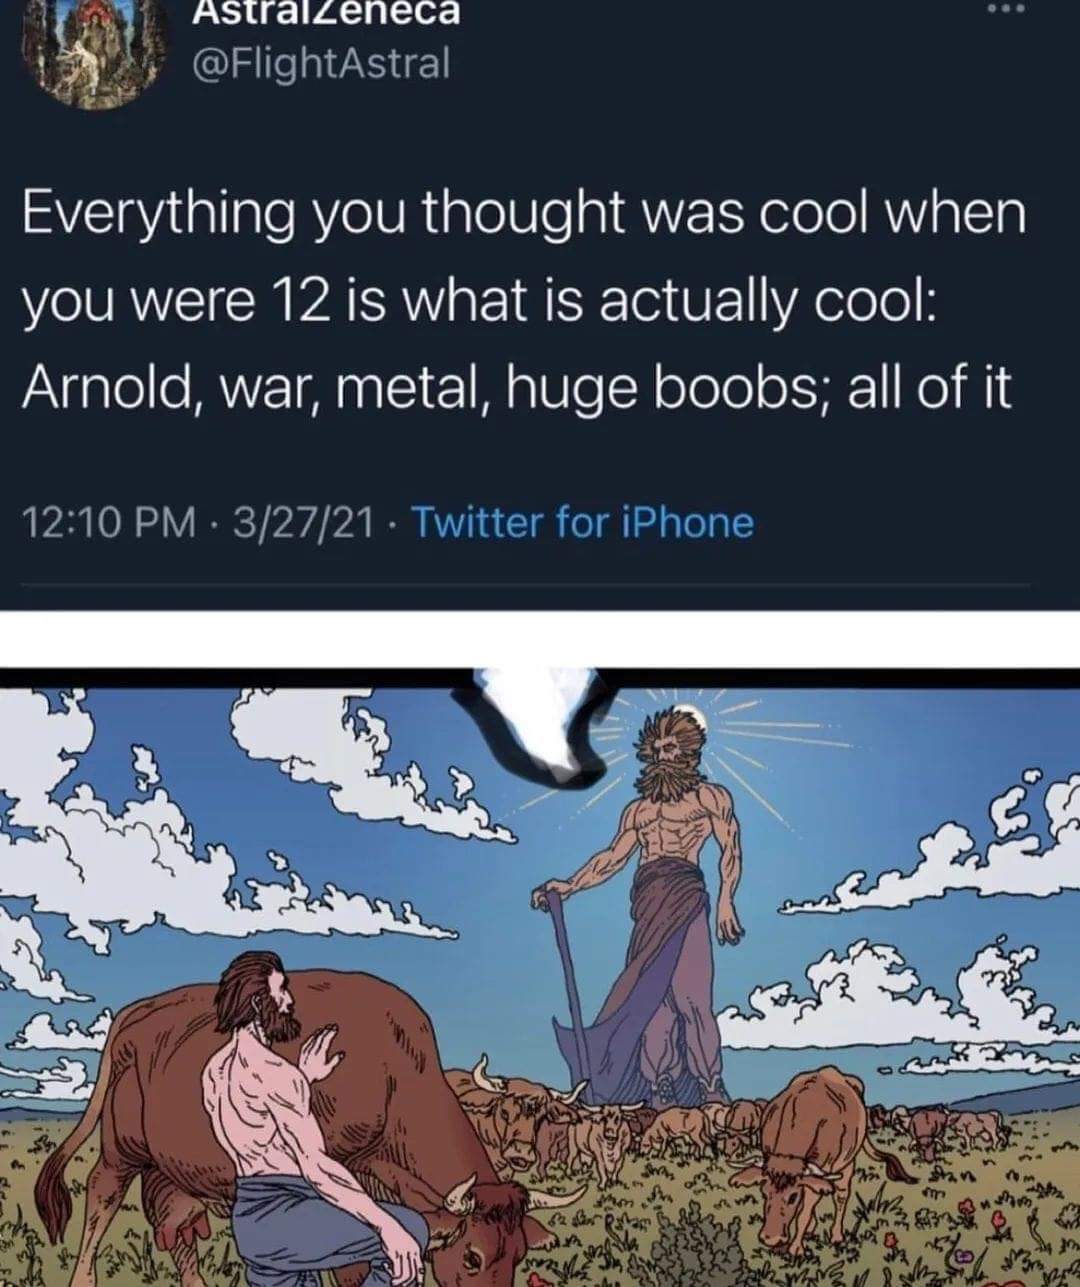 AstralZeneca
@FlightAstral
Everything you thought was cool when
you were 12 is what is actually cool:
Arnold, war, metal, huge boobs; all of it
12:10 PM · 3/27/21 · Twitter for iPhone